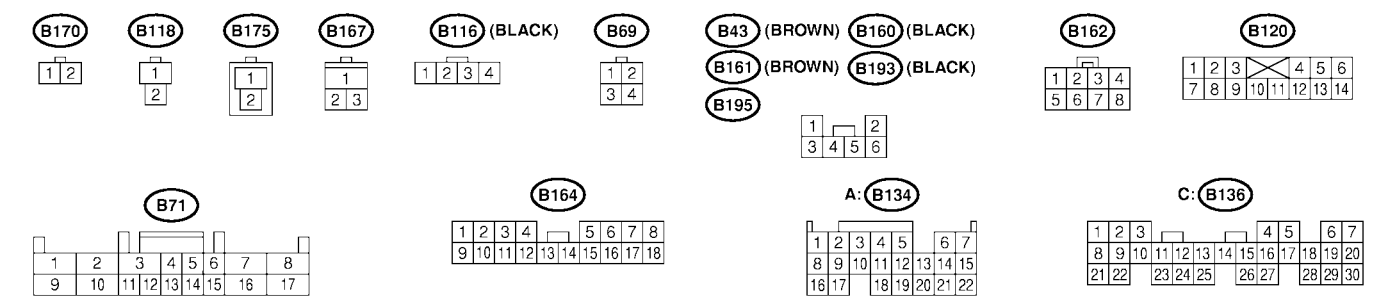 B170 B118 B175 B167 B116 (BLACK) B69 B43 (BROWN) B160 (BLACK) B162 B120
B161 (BROWN) B193 (BLACK)
B195
1 2
1
2
1
2
1
2 3
1 2 3 4
1 2
3 4
1 2
3 4 5 6
1 2 3 4
5 6 7 8
1 2 3 4 5 6
7 8 9 10 11 12 13 14
B71 B164 A: B134 C: B136
1 2 3 4 5 6 7 8
9 10 11 12 13 14 15 16 17
1 2 3 4 5 6 7 8
9 10 11 12 13 14 15 16 17 18
1 2 3 4 5 6 7
8 9 10 11 12 13 14 15
16 17 18 19 20 21 22
1 2 3 4 5 6 7
8 9 10 11 12 13 14 15 16 17 18 19 20
21 22 23 24 25 26 27 28 29 30